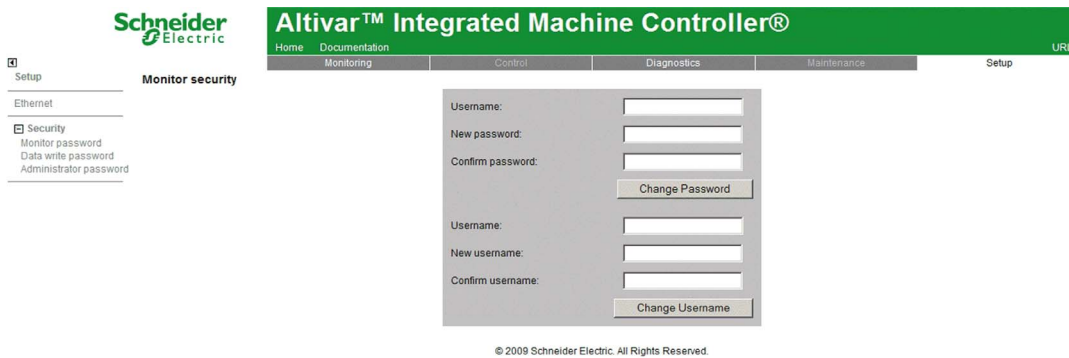 Schneider
Electric
Altivar™ Integrated Machine Controller®
Home Documentation
URL
Monitoring Control Diagnostics Maintenance Setup
Setup
Ethernet
Security
Monitor password
Data write password
Administrator password
Monitor security
Username:
New password:
Confirm password:
Change Password
Username:
New username:
Confirm username:
Change Username
© 2009 Schneider Electric. All Rights Reserved.